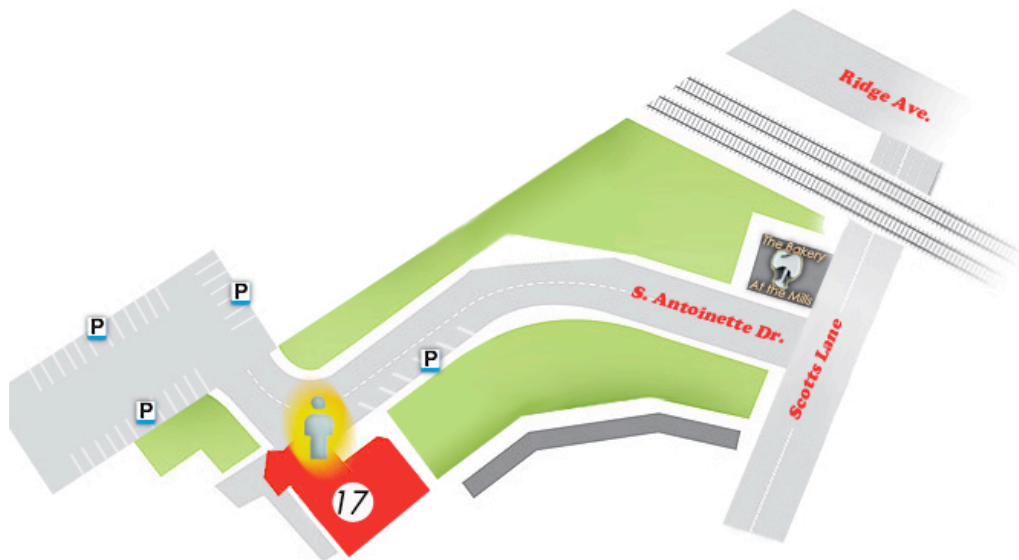 Ridge Ave.
The Bakery
At the Mills
S. Antoinette Dr.
Scotts Lane
P
P
P
P
17